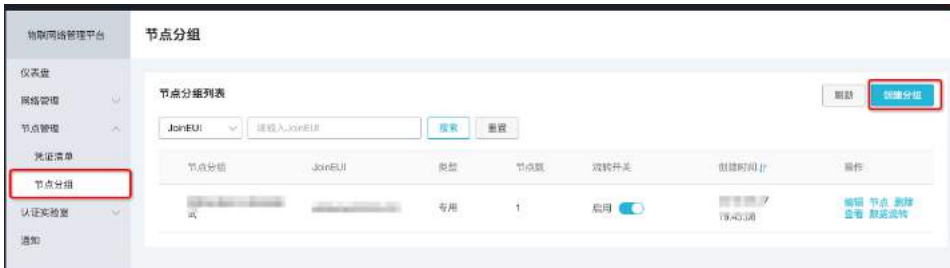 物联网络管理平台
节点分组
仪表盘
网络管理
节点管理
凭证清单
节点分组
认证实验室
通知
节点分组列表
刷新
创建分组
JoinEUI
请输入JoinEUI
搜索
重置
节点分组 JoinEUI 类型 节点数 流转开关 创建时间 操作
专用 1 启用 编辑 节点 删除
查看 数据流转